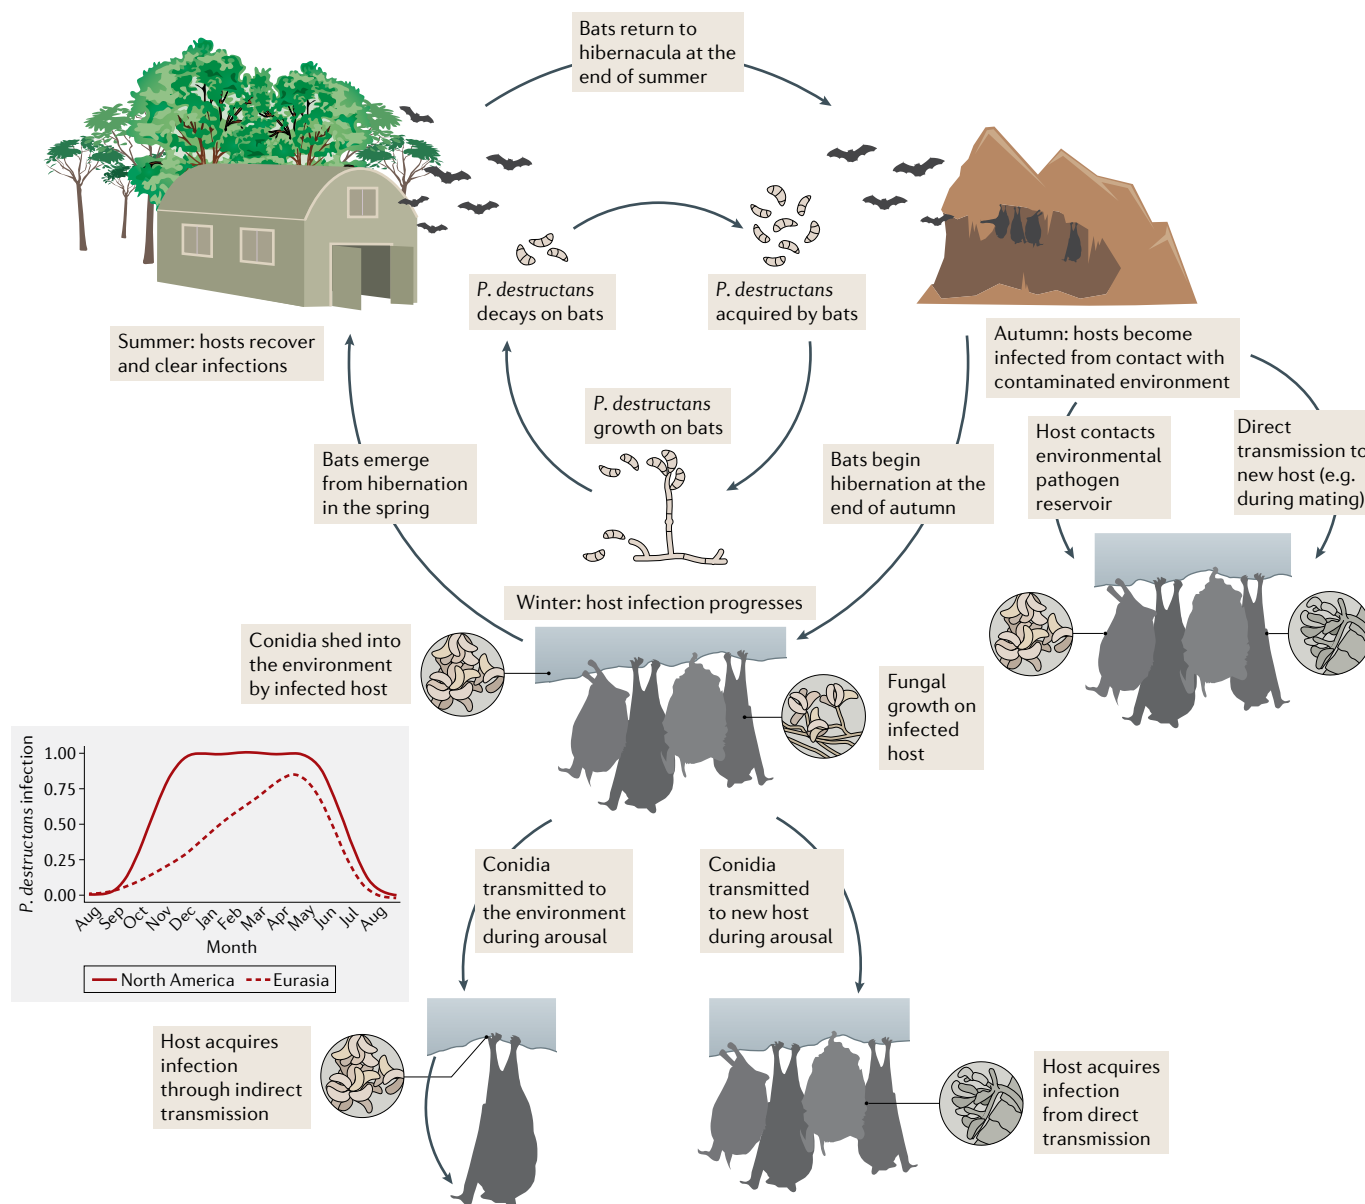 Bats return to
hibernacula at the
end of summer
P. destructans
decays on bats
P. destructans
acquired by bats
Summer: hosts recover
and clear infections
Autumn: hosts become
infected from contact with
contaminated environment
P. destructans
growth on bats
Host contacts
environmental
pathogen
reservoir
Direct
transmission to
new host (e.g.
during mating)
Bats emerge
from hibernation
in the spring
Bats begin
hibernation at the
end of autumn
Winter: host infection progresses
Conidia shed into
the environment
by infected host
Fungal
growth on
infected
host
P. destructans infection
1.00
0.75
0.50
0.25
0.00
Aug
Sep
Oct
Nov
Dec
Jan
Feb
Mar
Apr
May
Jun
Jul
Aug
Month
North America
Eurasia
Conidia
transmitted to
the environment
during arousal
Conidia
transmitted
to new host
during arousal
Host acquires
infection
through indirect
transmission
Host acquires
infection
from direct
transmission